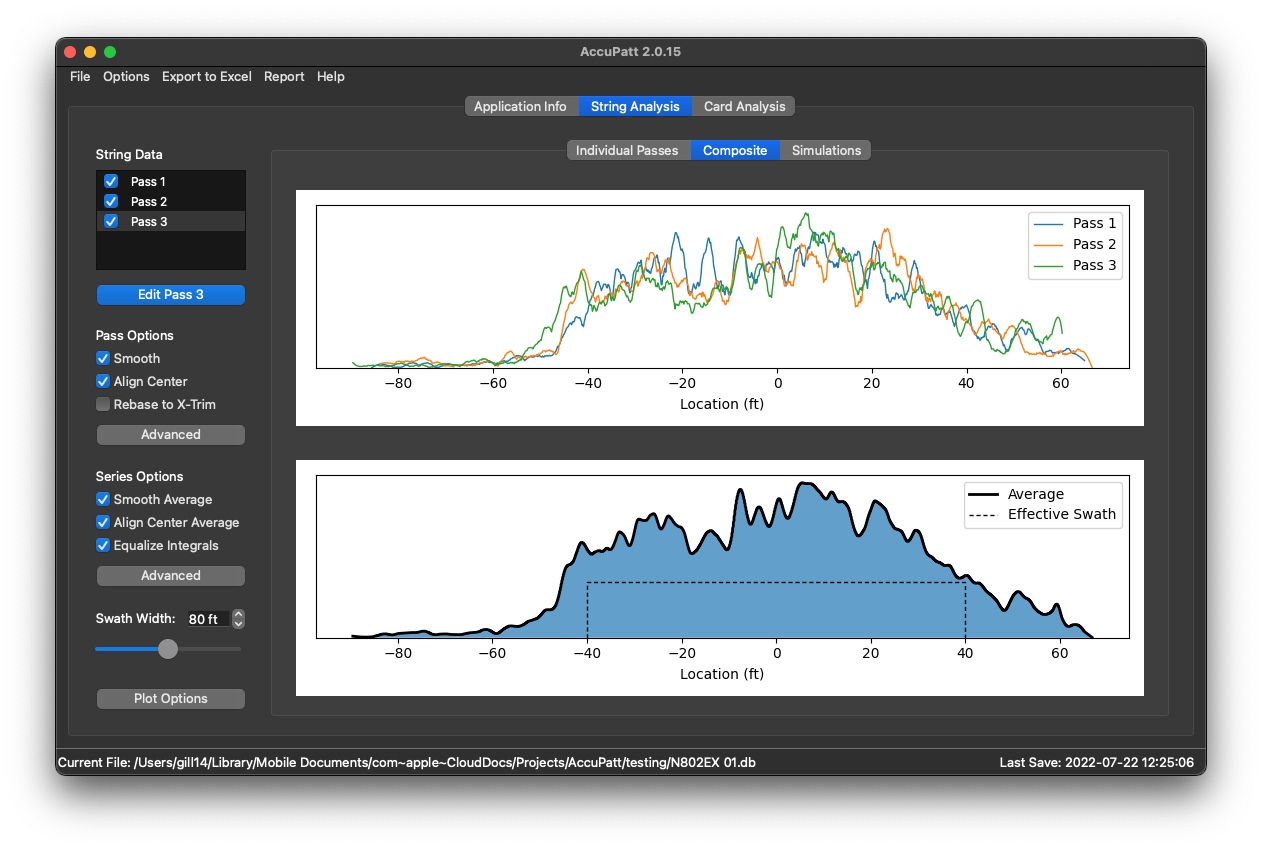 AccuPatt 2.0.15
File Options Export to Excel Report Help
Application Info String Analysis Card Analysis
Individual Passes Composite Simulations
String Data
Pass 1
Pass 2
Pass 3
Edit Pass 3
Pass Options
Smooth
Align Center
Rebase to X-Trim
Advanced
Series Options
Smooth Average
Align Center Average
Equalize Integrals
Advanced
Swath Width: 80 ft
Plot Options
Pass 1
Pass 2
Pass 3
−80 −60 −40 −20 0 20 40 60
Location (ft)
Average
Effective Swath
−80 −60 −40 −20 0 20 40 60
Location (ft)
Current File: /Users/gill14/Library/Mobile Documents/com~apple~CloudDocs/Projects/AccuPatt/testing/N802EX 01.db Last Save: 2022-07-22 12:25:06